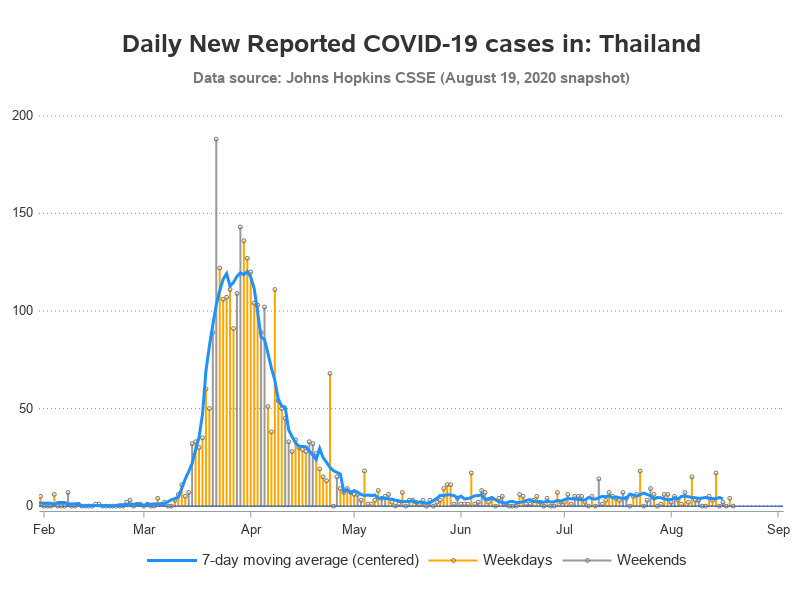 Daily New Reported COVID-19 cases in: Thailand
Data source: Johns Hopkins CSSE (August 19, 2020 snapshot)
200
150
100
50
0
Feb Mar Apr May Jun Jul Aug Sep
7-day moving average (centered) Weekdays Weekends